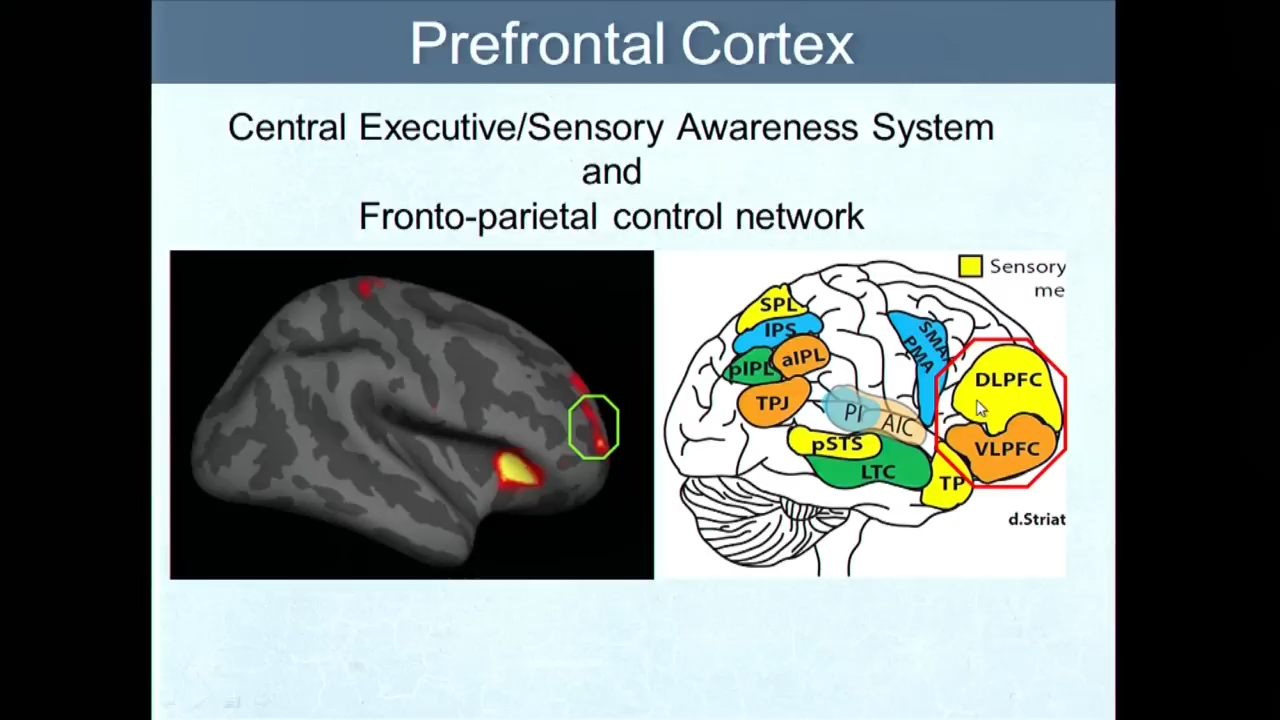 Prefrontal Cortex
Central Executive/Sensory Awareness System
and
Fronto-parietal control network
Sensory
me
SPL
IPS
pIPL
aIPL
TPJ
SMA
PMA
PI
AIC
pSTS
LTC
TP
DLPFC
VLPFC
d.Striat